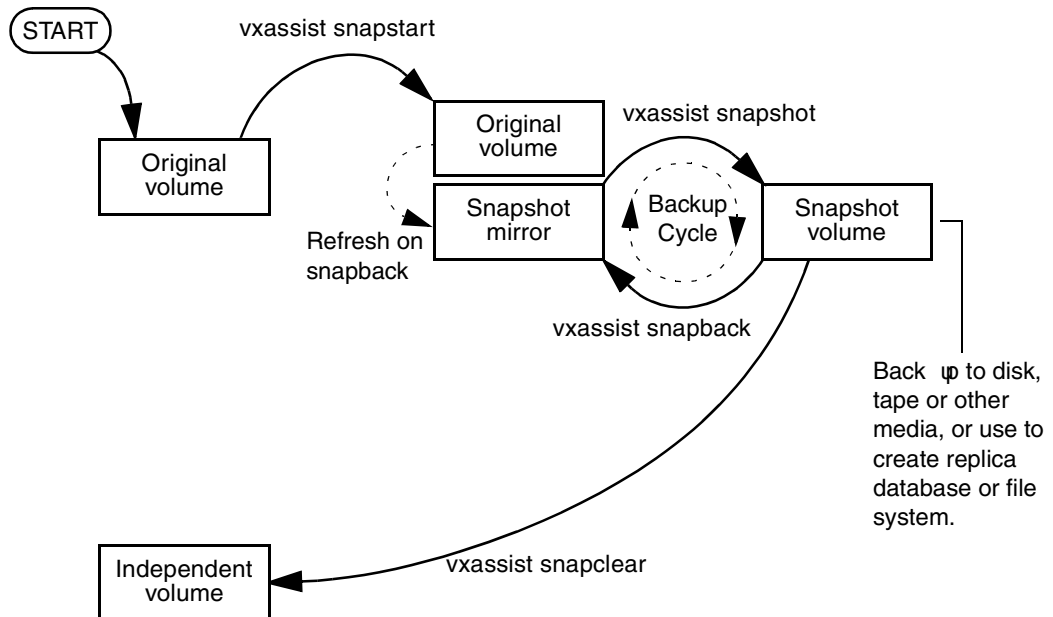 START
vxassist snapstart
Original
volume
Original
volume
vxassist snapshot
Snapshot
mirror
Backup
Cycle
Snapshot
volume
Refresh on
snapback
vxassist snapback
Back up to disk,
tape or other
media, or use to
create replica
database or file
system.
Independent
volume
vxassist snapclear